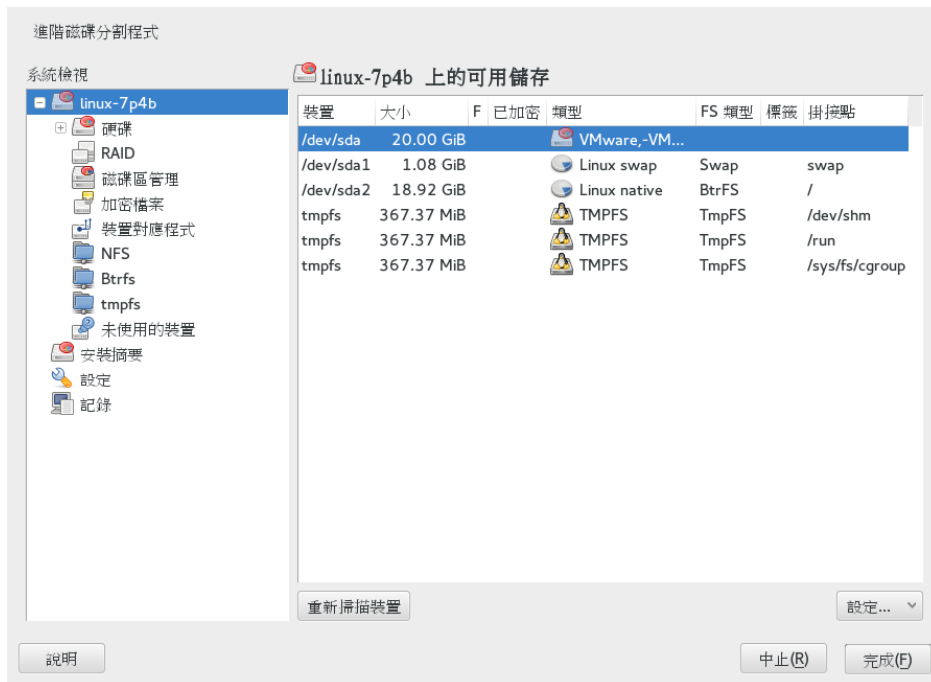 進階磁碟分割程式
系統檢視
linux-7p4b
硬碟
RAID
磁碟區管理
加密檔案
裝置對應程式
NFS
Btrfs
tmpfs
未使用的裝置
安裝摘要
設定
記錄
linux-7p4b 上的可用儲存
裝置 大小 F 已加密 類型 FS 類型 標籤 掛接點
/dev/sda 20.00 GiB VMware,-VM...
/dev/sda1 1.08 GiB Linux swap Swap swap
/dev/sda2 18.92 GiB Linux native BtrFS /
tmpfs 367.37 MiB TMPFS TmpFS /dev/shm
tmpfs 367.37 MiB TMPFS TmpFS /run
tmpfs 367.37 MiB TMPFS TmpFS /sys/fs/cgroup
重新掃描裝置 設定...
說明 中止(R) 完成(F)